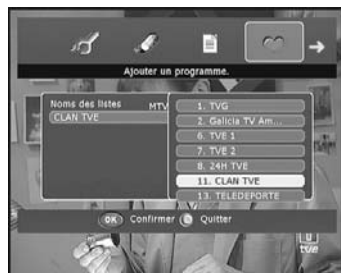 Ajouter un programme.
Noms des listes
MTV
CLAN TVE
1. TVG
2. Galicia TV Am...
6. TVE 1
7. TVE 2
8. 24H TVE
11. CLAN TVE
13. TELEDEPORTE
OK Confirmer Quitter
tve